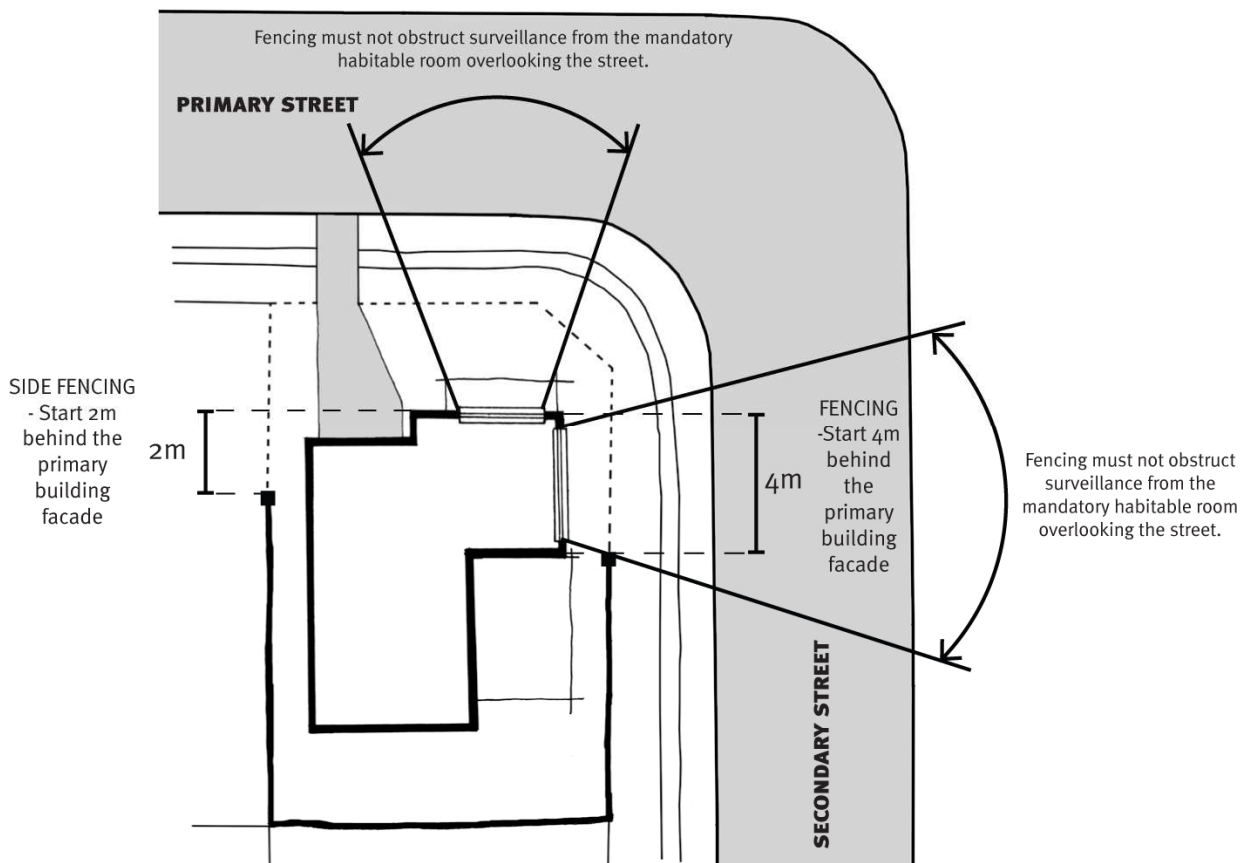 Fencing must not obstruct surveillance from the mandatory
habitable room overlooking the street.
PRIMARY STREET
SIDE FENCING
- Start 2m
behind the
primary
building
facade
2m
4m
FENCING
-Start 4m
behind
the
primary
building
facade
Fencing must not obstruct
surveillance from the
mandatory habitable room
overlooking the street.
SECONDARY STREET